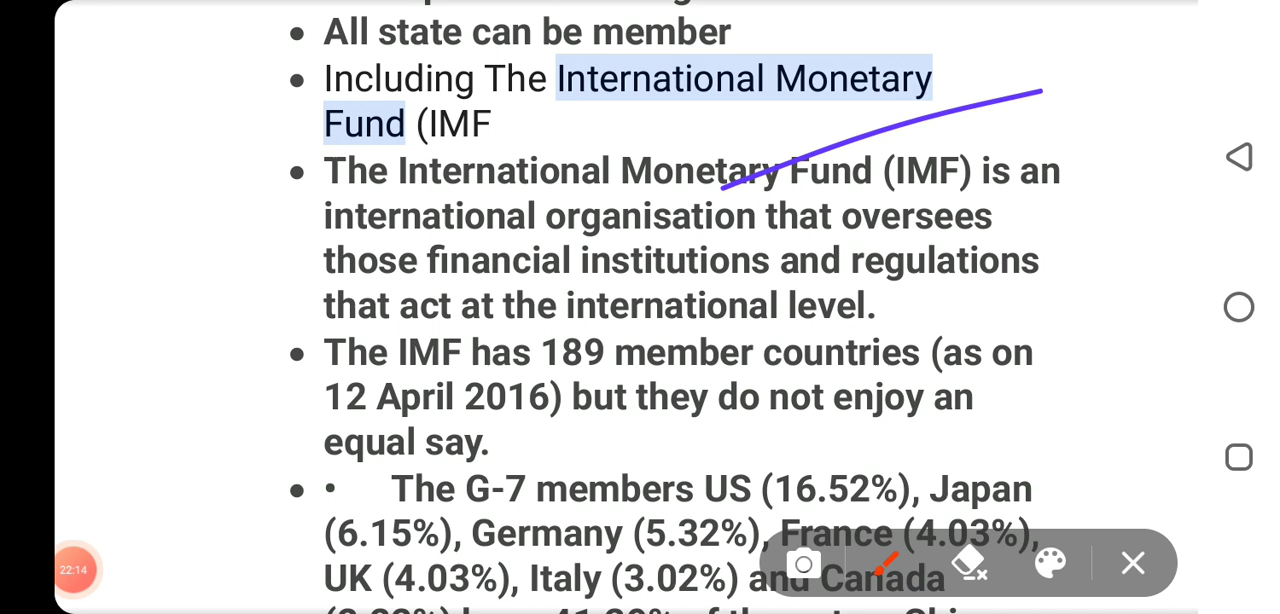 • All state can be member
• Including The International Monetary
Fund (IMF
• The International Monetary Fund (IMF) is an
international organisation that oversees
those financial institutions and regulations
that act at the international level.
• The IMF has 189 member countries (as on
12 April 2016) but they do not enjoy an
equal say.
• • The G-7 members US (16.52%), Japan
(6.15%), Germany (5.32%), France (4.03%),
UK (4.03%), Italy (3.02%) and Canada
22:14